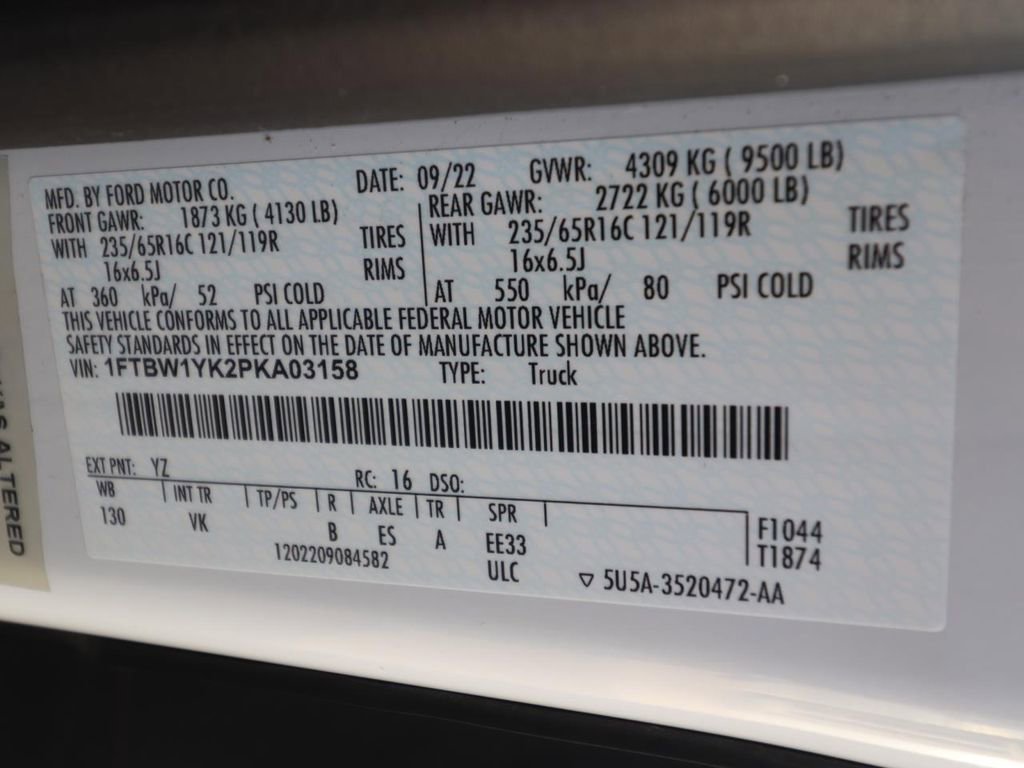 MFD. BY FORD MOTOR CO. DATE: 09/22 GVWR: 4309 KG ( 9500 LB)
FRONT GAWR: 1873 KG ( 4130 LB) REAR GAWR: 2722 KG ( 6000 LB)
WITH 235/65R16C 121/119R TIRES WITH 235/65R16C 121/119R TIRES
16x6.5J RIMS 16x6.5J RIMS
AT 360 kPa/ 52 PSI COLD AT 550 kPa/ 80 PSI COLD
THIS VEHICLE CONFORMS TO ALL APPLICABLE FEDERAL MOTOR VEHICLE
SAFETY STANDARDS IN EFFECT ON THE DATE OF MANUFACTURE SHOWN ABOVE.
VIN: 1FTBW1YK2PKA03158 TYPE: Truck
EXT PNT: YZ RC: 16 DSO:
WB INT TR TP/PS R AXLE TR SPR
130 VK B ES A EE33
F1044
T1874
1202209084582 ULC ▽ 5U5A-3520472-AA
ALTERED